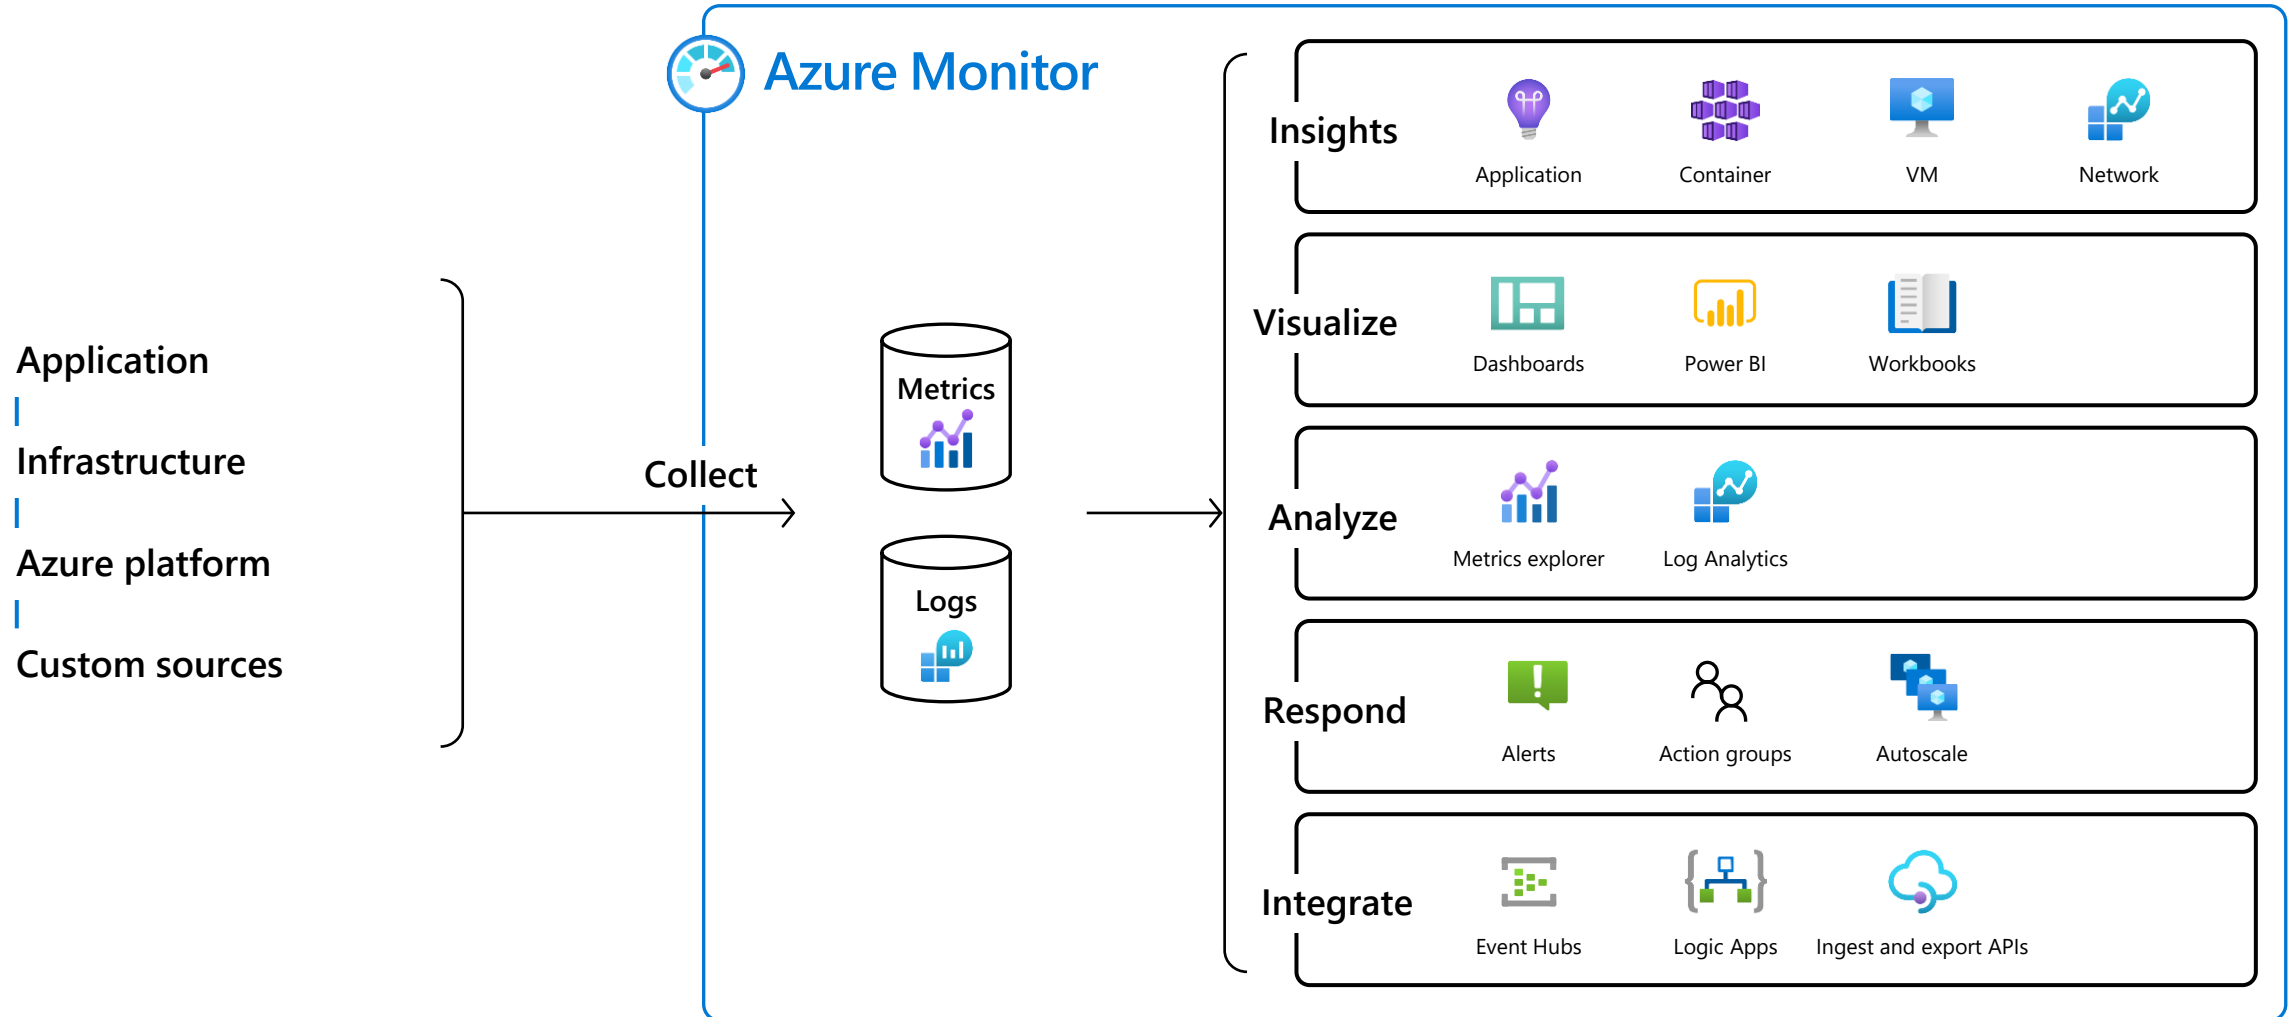 Azure Monitor
Application
Infrastructure
Azure platform
Custom sources
Collect
Metrics
Logs
Insights
Application
Container
VM
Network
Visualize
Dashboards
Power BI
Workbooks
Analyze
Metrics explorer
Log Analytics
Respond
Alerts
Action groups
Autoscale
Integrate
Event Hubs
Logic Apps
Ingest and export APIs